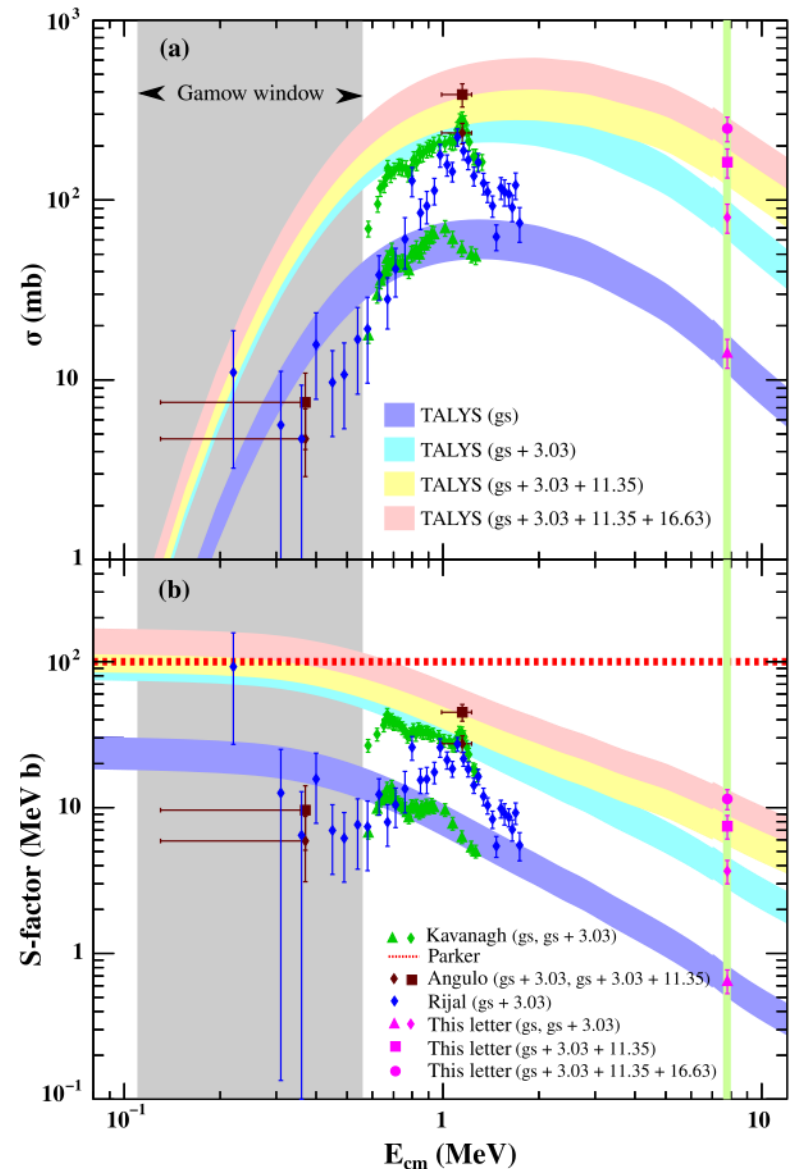 10³
(a)
Gamow window
10²
σ (mb)
10
TALYS (gs)
TALYS (gs + 3.03)
TALYS (gs + 3.03 + 11.35)
TALYS (gs + 3.03 + 11.35 + 16.63)
1
(b)
10²
S-factor (MeV b)
10
Kavanagh (gs, gs + 3.03)
Parker
Angulo (gs + 3.03, gs + 3.03 + 11.35)
1
Rijal (gs + 3.03)
This letter (gs, gs + 3.03)
This letter (gs + 3.03 + 11.35)
This letter (gs + 3.03 + 11.35 + 16.63)
10⁻¹
10⁻¹ 1 10
E_cm (MeV)